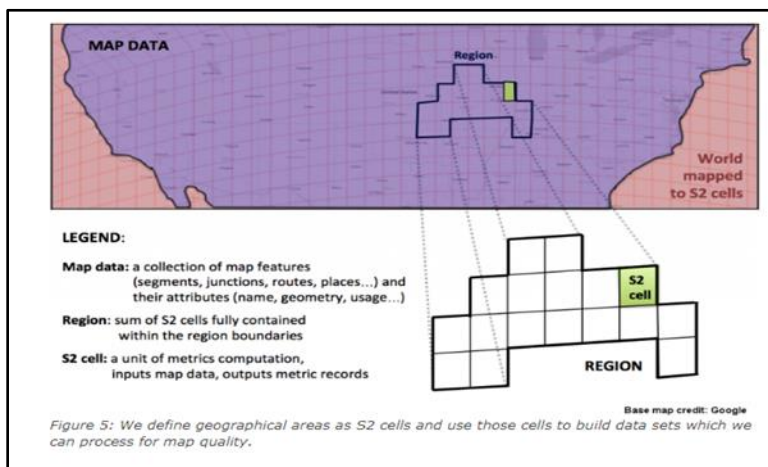 MAP DATA
Region
World
mapped
to S2 cells
LEGEND:
Map data: a collection of map features
(segments, junctions, routes, places...) and
their attributes (name, geometry, usage...)
Region: sum of S2 cells fully contained
within the region boundaries
S2 cell: a unit of metrics computation,
inputs map data, outputs metric records
S2
cell
REGION
Base map credit: Google
Figure 5: We define geographical areas as S2 cells and use those cells to build data sets which we
can process for map quality.